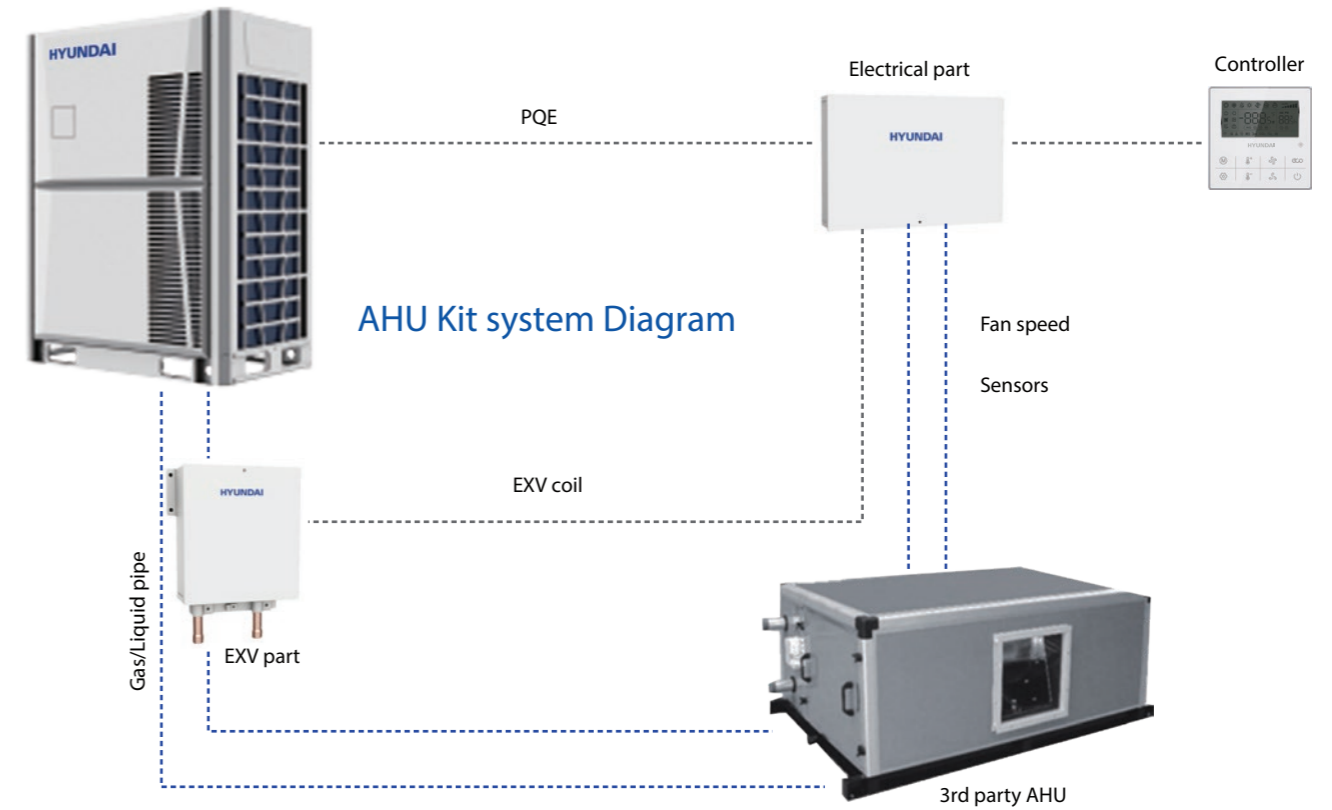 HYUNDAI
Electrical part
Controller
PQE
HYUNDAI
HYUNDAI
AHU Kit system Diagram
Fan speed
Sensors
HYUNDAI
EXV coil
Gas/Liquid pipe
EXV part
3rd party AHU